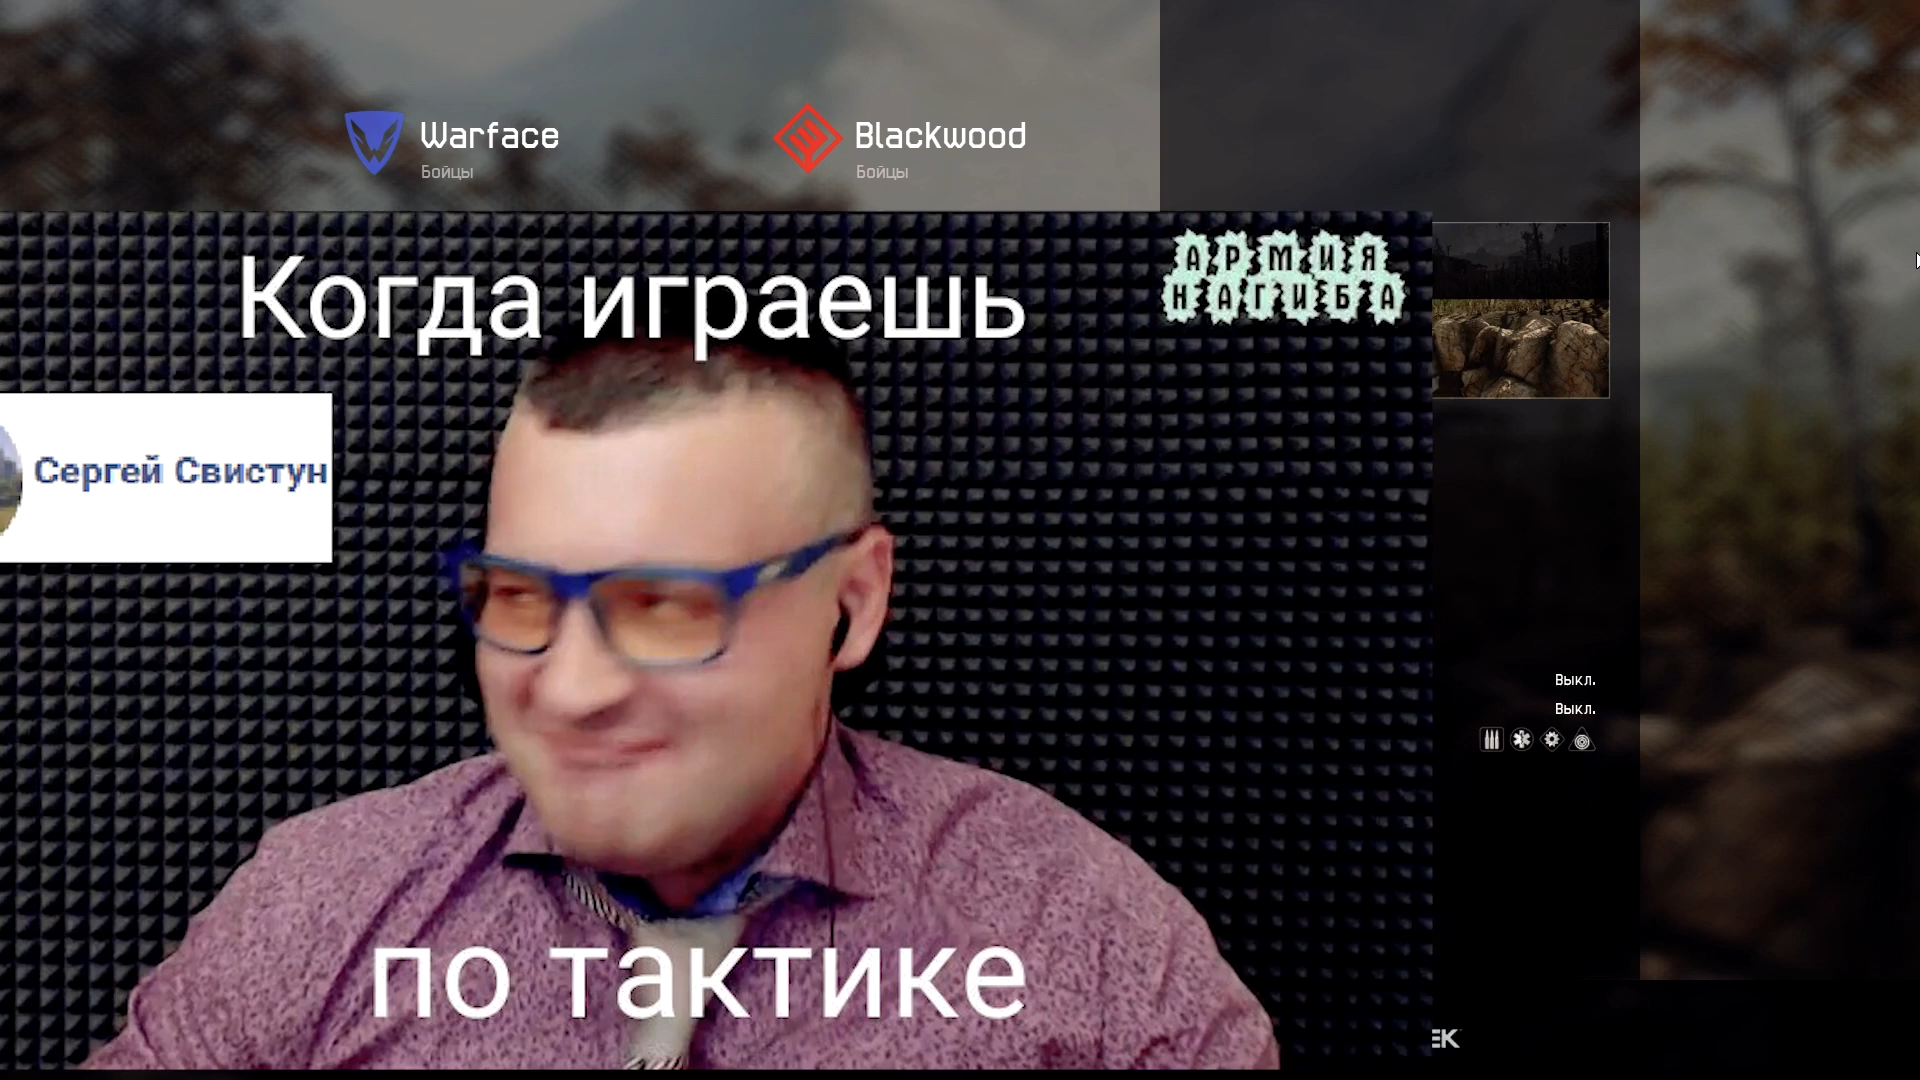 Warface
Бойцы
Blackwood
Бойцы
Когда играешь
АРМИЯ
НАГИБА
Сергей Свистун
Выкл.
Выкл.
по тактике